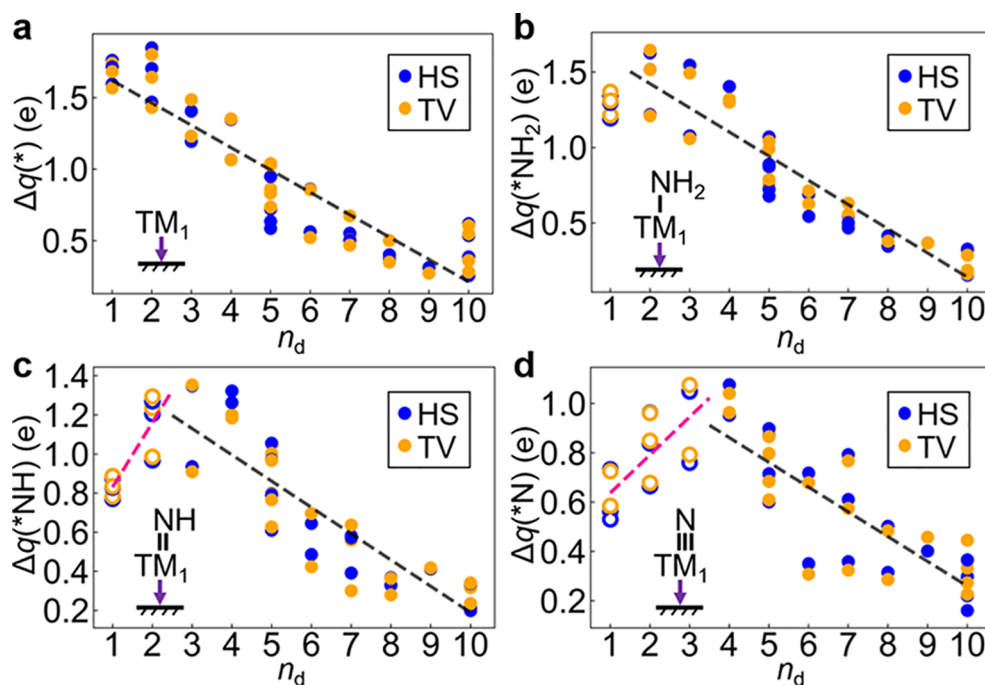 a
Δq(*) (e)
1.5
1.0
0.5
HS
TV
TM₁
1 2 3 4 5 6 7 8 9 10
n_d
b
Δq(*NH₂) (e)
1.5
1.0
0.5
HS
TV
NH₂
TM₁
1 2 3 4 5 6 7 8 9 10
n_d
c
Δq(*NH) (e)
1.4
1.2
1.0
0.8
0.6
0.4
0.2
HS
TV
NH
TM₁
1 2 3 4 5 6 7 8 9 10
n_d
d
Δq(*N) (e)
1.0
0.8
0.6
0.4
0.2
HS
TV
N
TM₁
1 2 3 4 5 6 7 8 9 10
n_d